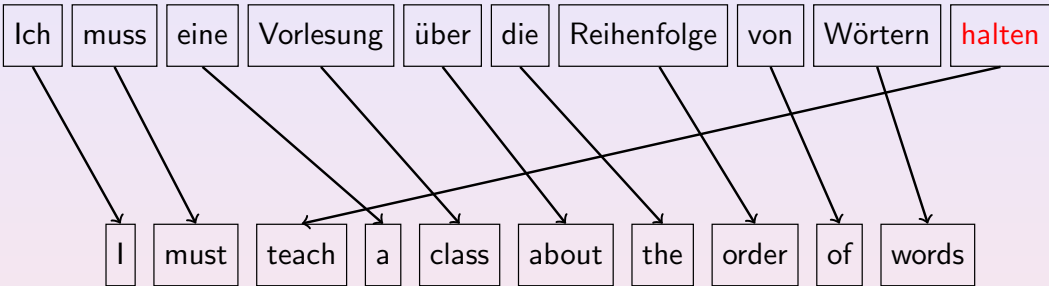 Ich muss eine Vorlesung über die Reihenfolge von Wörtern halten
I must teach a class about the order of words